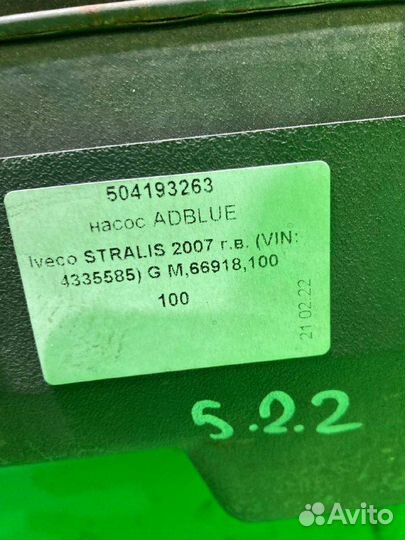 504193263
насос ADBLUE
Iveco STRALIS 2007 г.в. (VIN:
4335585) G M,66918,100
100
21.02.22
5.2.2
Avito